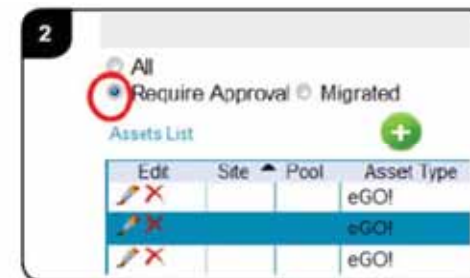 2
All
Require Approval Migrated
Assets List
Edit Site Pool Asset Type
eGO!
eGO!
eGO!